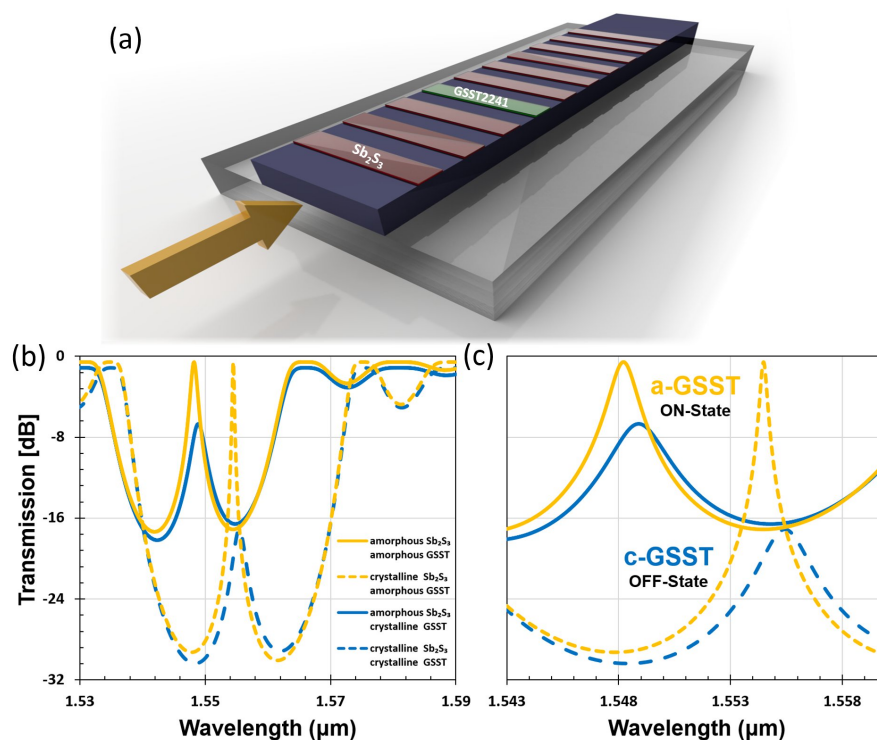 (a)
GSST2241
Sb₂S₃
(b)
(c)
0
-8
-16
-24
-32
Transmission [dB]
1.53
1.55
1.57
1.59
Wavelength (µm)
amorphous Sb₂S₃
amorphous GSST
crystalline Sb₂S₃
amorphous GSST
amorphous Sb₂S₃
crystalline GSST
crystalline Sb₂S₃
crystalline GSST
a-GSST
ON-State
c-GSST
OFF-State
1.543
1.548
1.553
1.558
Wavelength (µm)